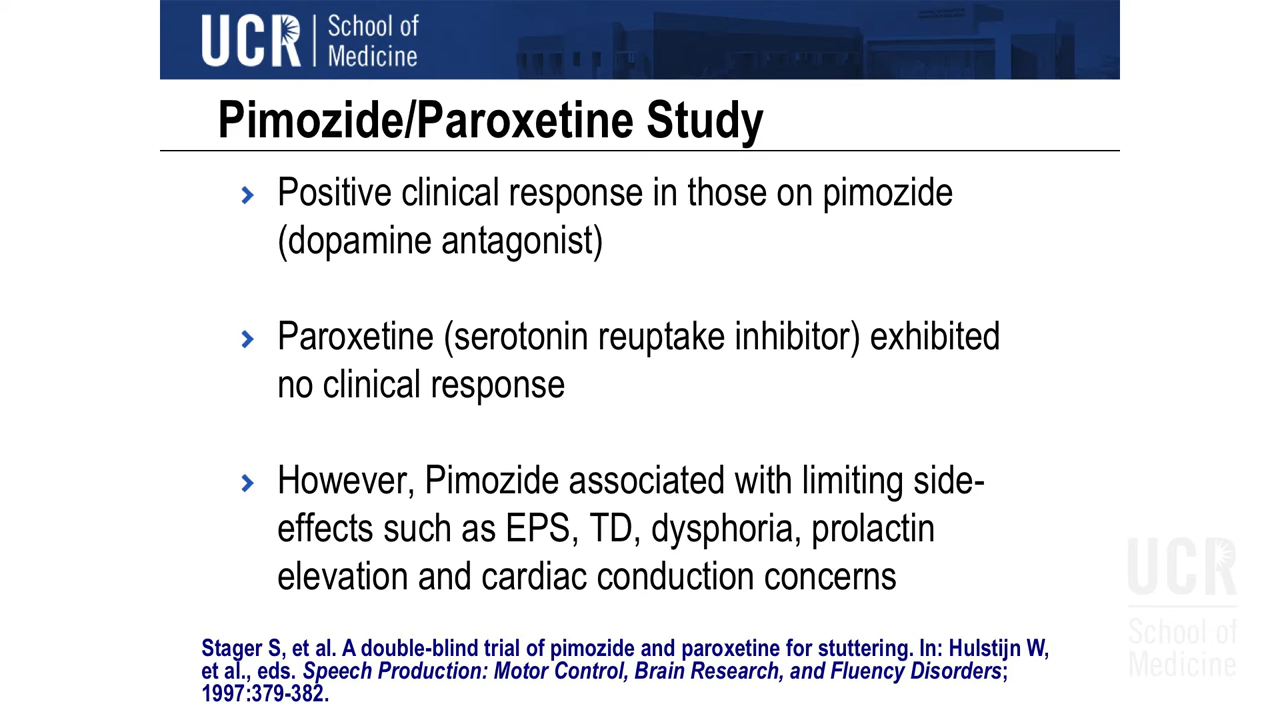 UCR School of Medicine
Pimozide/Paroxetine Study
Positive clinical response in those on pimozide
(dopamine antagonist)
Paroxetine (serotonin reuptake inhibitor) exhibited
no clinical response
However, Pimozide associated with limiting side-
effects such as EPS, TD, dysphoria, prolactin
elevation and cardiac conduction concerns
Stager S, et al. A double-blind trial of pimozide and paroxetine for stuttering. In: Hulstijn W,
et al., eds. Speech Production: Motor Control, Brain Research, and Fluency Disorders;
1997:379-382.
UCR
School of
Medicine